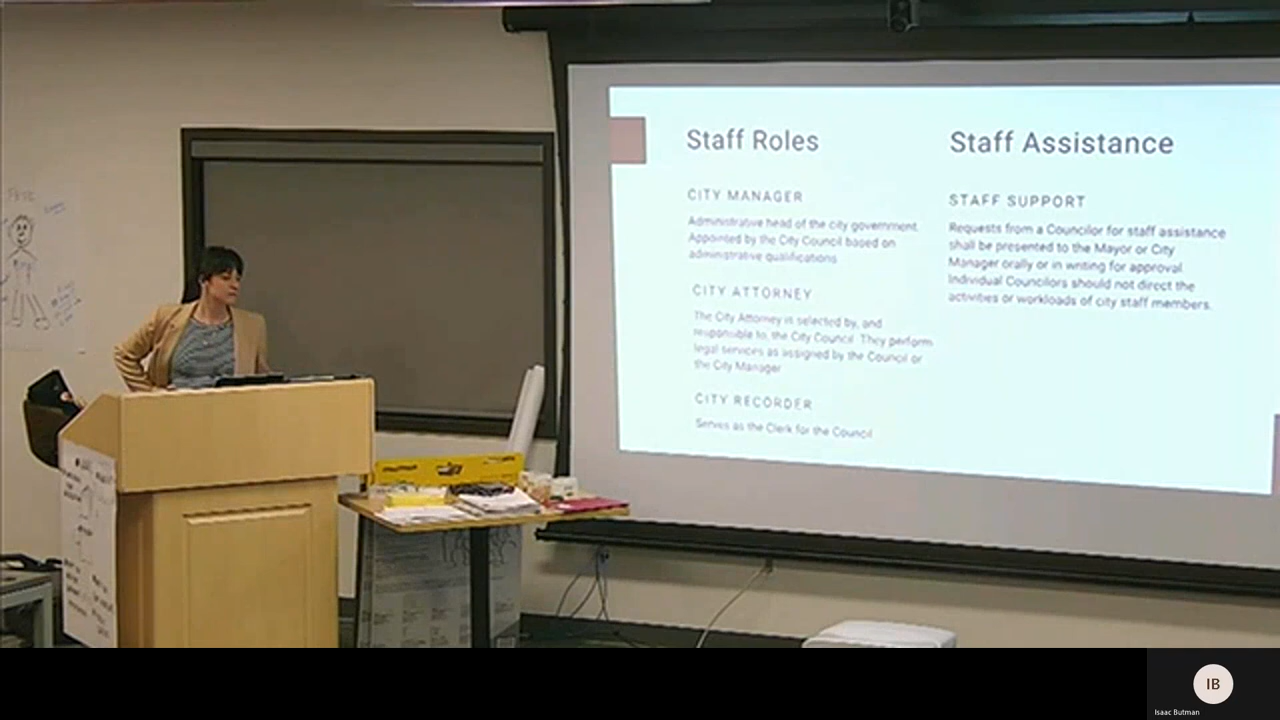 Staff Roles
CITY MANAGER
Administrative head of the city government.
Appointed by the City Council based on
administrative qualifications
CITY ATTORNEY
The City Attorney is selected by, and
responsible to, the City Council. They perform
legal services as assigned by the Council or
the City Manager
CITY RECORDER
Serves as the Clerk for the Council
Staff Assistance
STAFF SUPPORT
Requests from a Councilor for staff assistance
shall be presented to the Mayor or City
Manager orally or in writing for approval.
Individual Councilors should not direct the
activities or workloads of city staff members.
IB
Isaac Butman